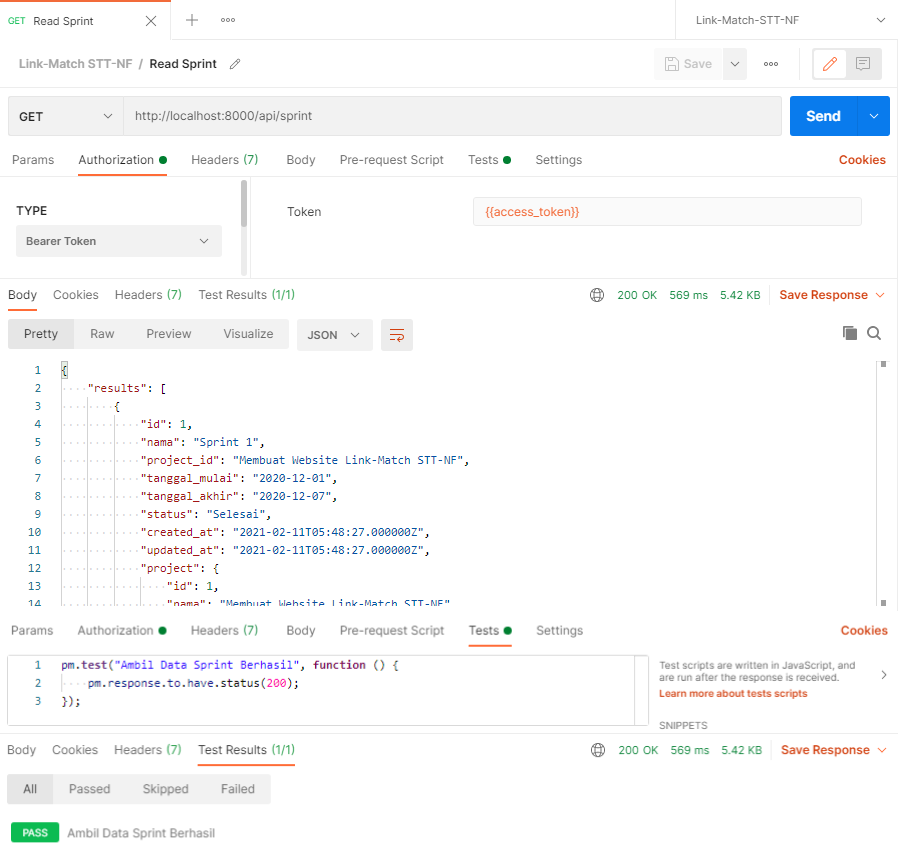 GET Read Sprint
Link-Match-STT-NF
Link-Match STT-NF / Read Sprint
Save
GET http://localhost:8000/api/sprint Send
Params Authorization Headers (7) Body Pre-request Script Tests Settings Cookies
TYPE
Bearer Token
Token {{access_token}}
Body Cookies Headers (7) Test Results (1/1) 200 OK 569 ms 5.42 KB Save Response
Pretty Raw Preview Visualize JSON
1 {
2 "results": [
3 {
4 "id": 1,
5 "nama": "Sprint 1",
6 "project_id": "Membuat Website Link-Match STT-NF",
7 "tanggal_mulai": "2020-12-01",
8 "tanggal_akhir": "2020-12-07",
9 "status": "Selesai",
10 "created_at": "2021-02-11T05:48:27.000000Z",
11 "updated_at": "2021-02-11T05:48:27.000000Z",
12 "project": {
13 "id": 1,
14 "nama": "Membuat Website Link-Match STT-NF"
Params Authorization Headers (7) Body Pre-request Script Tests Settings Cookies
1 pm.test("Ambil Data Sprint Berhasil", function () {
2 pm.response.to.have.status(200);
3 });
Test scripts are written in JavaScript, and
are run after the response is received.
Learn more about tests scripts
SNIPPETS
Body Cookies Headers (7) Test Results (1/1) 200 OK 569 ms 5.42 KB Save Response
All Passed Skipped Failed
PASS Ambil Data Sprint Berhasil